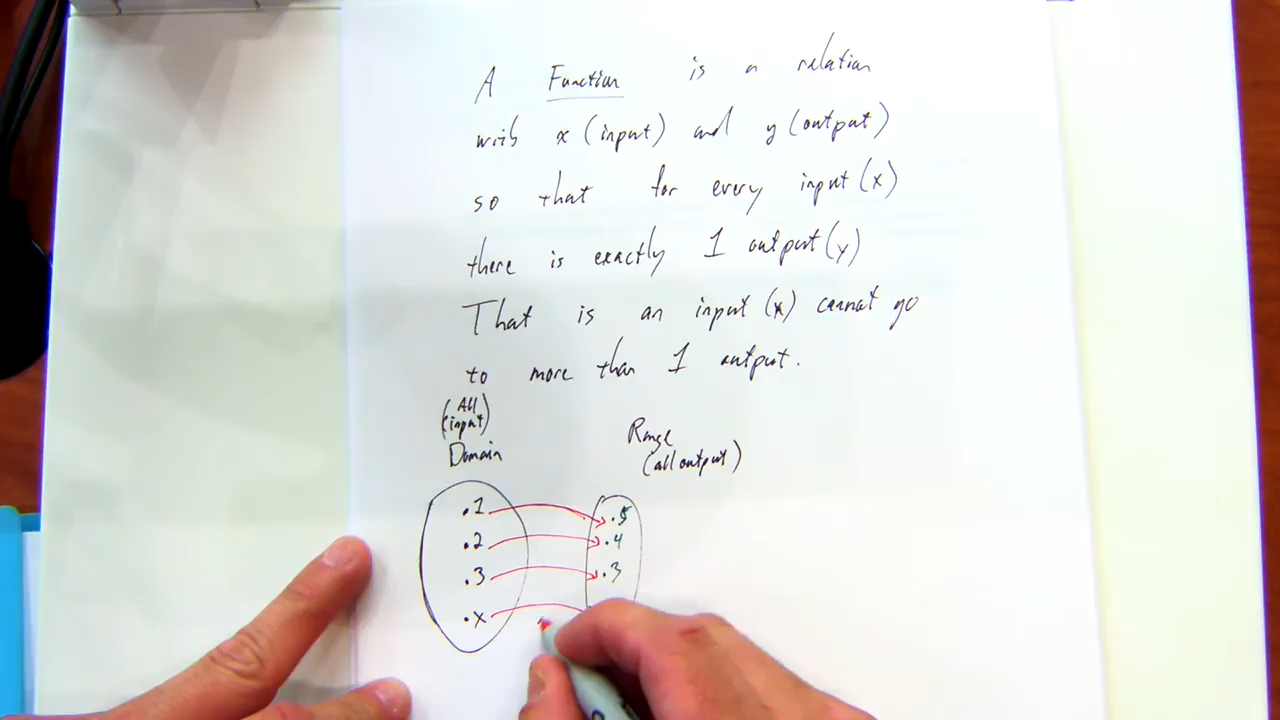 A Function is a relation
with x (input) and y (output)
so that for every input (x)
there is exactly 1 output (y)
That is an input (x) cannot go
to more than 1 output.
(All input)
Domain
Range
(all output)
.1 .5
.2 .4
.3 .3
.x